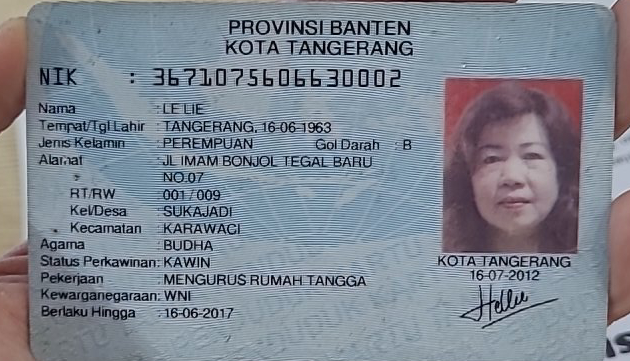 PROVINSI BANTEN
KOTA TANGERANG
NIK : 3671075606630002
Nama : LE LIE
Tempat/Tgl Lahir : TANGERANG, 16-06-1963
Jenis Kelamin : PEREMPUAN Gol Darah : B
Alamat : JL IMAM BONJOL TEGAL BARU
NO.07
RT/RW : 001/009
Kel/Desa : SUKAJADI
Kecamatan : KARAWACI
Agama : BUDHA
Status Perkawinan: KAWIN
Pekerjaan : MENGURUS RUMAH TANGGA
Kewarganegaraan: WNI
Berlaku Hingga : 16-06-2017
KOTA TANGERANG
16-07-2012